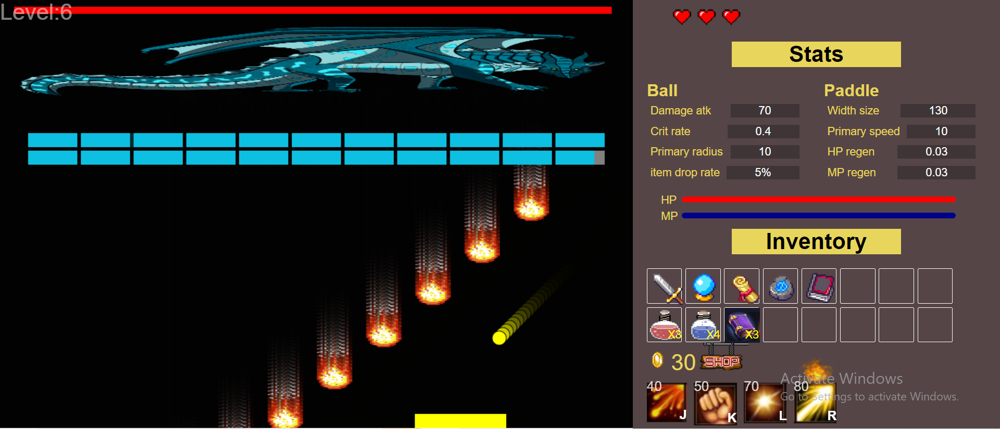 Level:6
Stats
Ball
Paddle
Damage atk 70
Width size 130
Crit rate 0.4
Primary speed 10
Primary radius 10
HP regen 0.03
item drop rate 5%
MP regen 0.03
HP
MP
Inventory
X3 X4 X3
30 SHOP
Activate Windows
Go to Settings to activate Windows.
40 50 70 80
J K L R